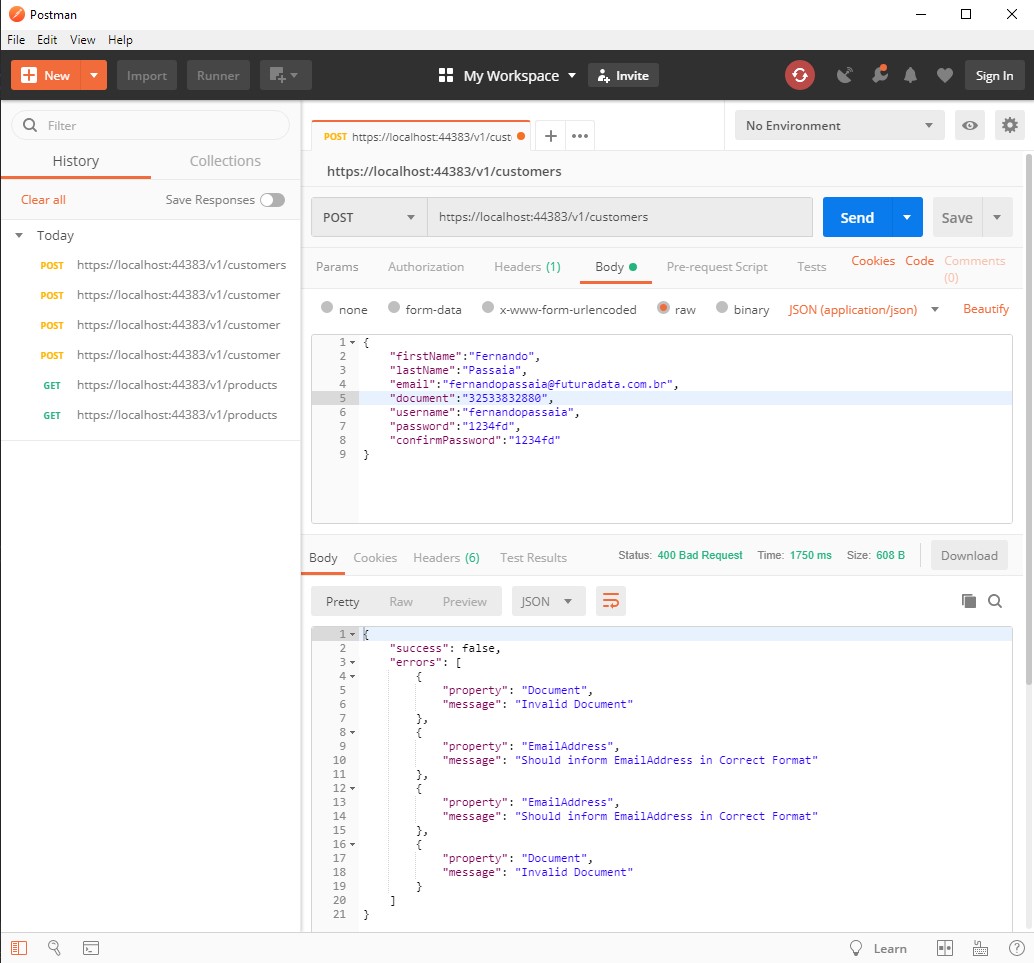 Postman
File Edit View Help
New Import Runner My Workspace Invite Sign In
Filter
History Collections
Clear all Save Responses
Today
POST https://localhost:44383/v1/customers
POST https://localhost:44383/v1/customer
POST https://localhost:44383/v1/customer
POST https://localhost:44383/v1/customer
GET https://localhost:44383/v1/products
GET https://localhost:44383/v1/products
POST https://localhost:44383/v1/cust
No Environment
https://localhost:44383/v1/customers
POST https://localhost:44383/v1/customers Send Save
Params Authorization Headers (1) Body Pre-request Script Tests Cookies Code Comments (0)
none form-data x-www-form-urlencoded raw binary JSON (application/json) Beautify
1 {
2 "firstName":"Fernando",
3 "lastName":"Passaia",
4 "email":"fernandopassaia@futuradata.com.br",
5 "document":"32533832880",
6 "username":"fernandopassaia",
7 "password":"1234fd",
8 "confirmPassword":"1234fd"
9 }
Body Cookies Headers (6) Test Results Status: 400 Bad Request Time: 1750 ms Size: 608 B Download
Pretty Raw Preview JSON
1 {
2 "success": false,
3 "errors": [
4 {
5 "property": "Document",
6 "message": "Invalid Document"
7 },
8 {
9 "property": "EmailAddress",
10 "message": "Should inform EmailAddress in Correct Format"
11 },
12 {
13 "property": "EmailAddress",
14 "message": "Should inform EmailAddress in Correct Format"
15 },
16 {
17 "property": "Document",
18 "message": "Invalid Document"
19 }
20 ]
21 }
Learn